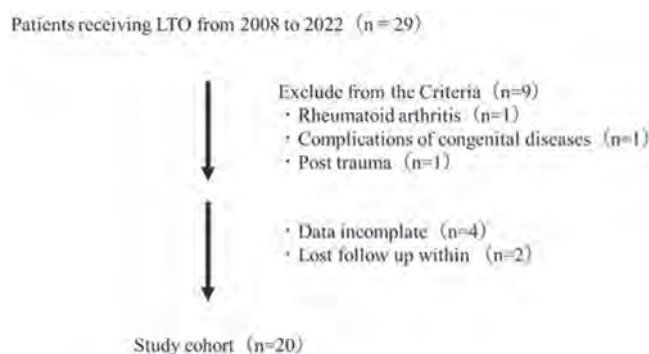 Patients receiving LTO from 2008 to 2022（n = 29）
Exclude from the Criteria（n=9）
・Rheumatoid arthritis（n=1）
・Complications of congenital diseases（n=1）
・Post trauma（n=1）
・Data incomplate（n=4）
・Lost follow up within（n=2）
Study cohort（n=20）